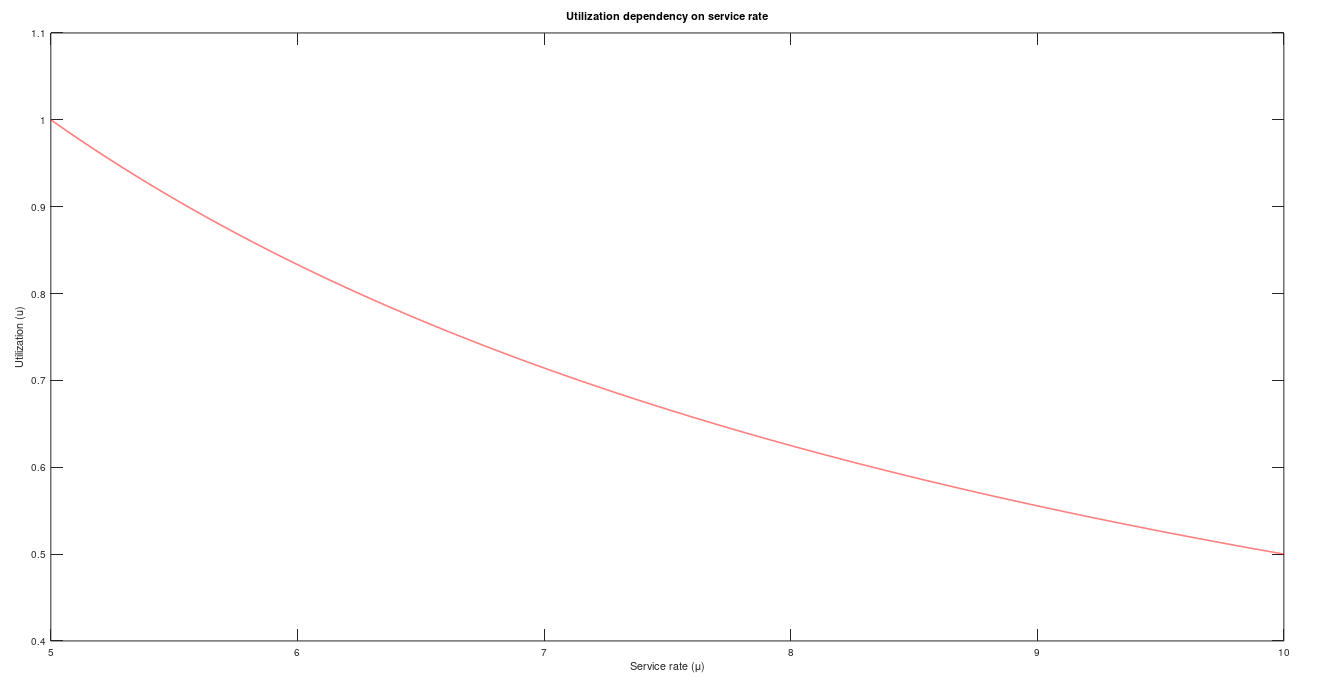 Utilization dependency on service rate
1.1
1
0.9
0.8
0.7
0.6
0.5
0.4
Utilization (u)
5 6 7 8 9 10
Service rate (μ)